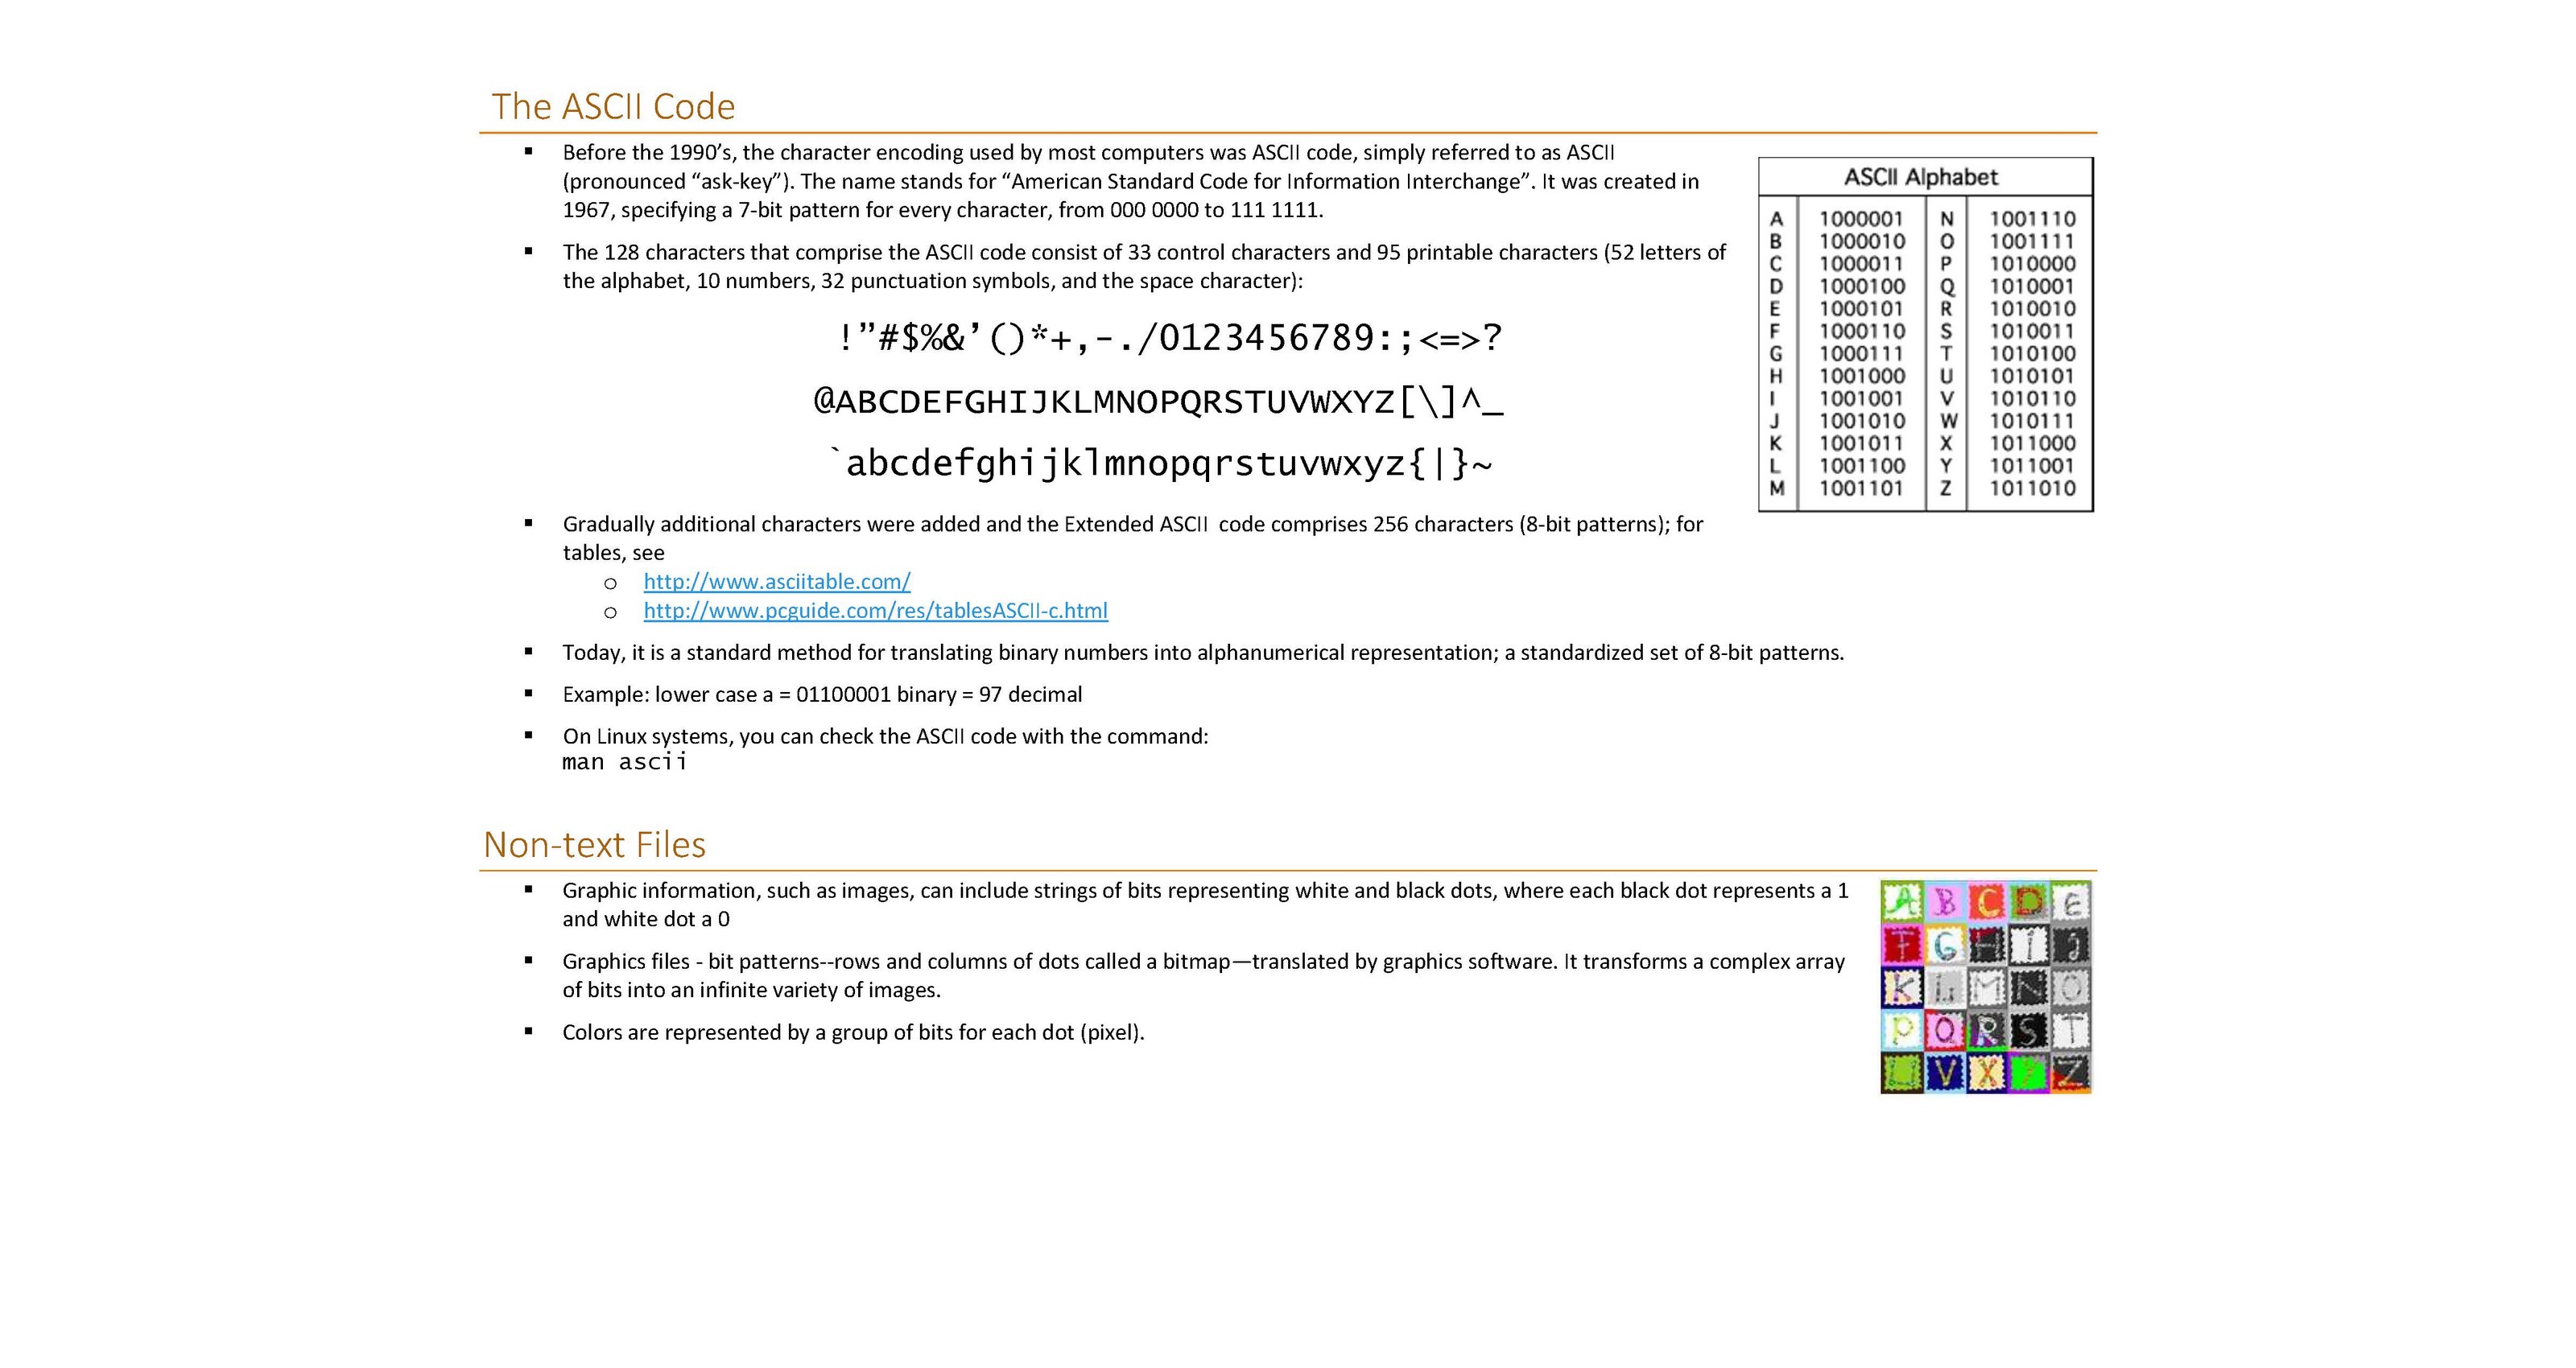 The ASCII Code
▪ Before the 1990’s, the character encoding used by most computers was ASCII code, simply referred to as ASCII
(pronounced “ask-key”). The name stands for “American Standard Code for Information Interchange”. It was created in
1967, specifying a 7-bit pattern for every character, from 000 0000 to 111 1111.
▪ The 128 characters that comprise the ASCII code consist of 33 control characters and 95 printable characters (52 letters of
the alphabet, 10 numbers, 32 punctuation symbols, and the space character):
!”#$%&’()*+,-./0123456789:;<=>?
@ABCDEFGHIJKLMNOPQRSTUVWXYZ[\]^_
`abcdefghijklmnopqrstuvwxyz{|}~
ASCII Alphabet
A 1000001 N 1001110
B 1000010 O 1001111
C 1000011 P 1010000
D 1000100 Q 1010001
E 1000101 R 1010010
F 1000110 S 1010011
G 1000111 T 1010100
H 1001000 U 1010101
I 1001001 V 1010110
J 1001010 W 1010111
K 1001011 X 1011000
L 1001100 Y 1011001
M 1001101 Z 1011010
▪ Gradually additional characters were added and the Extended ASCII code comprises 256 characters (8-bit patterns); for
tables, see
o http://www.asciitable.com/
o http://www.pcguide.com/res/tablesASCII-c.html
▪ Today, it is a standard method for translating binary numbers into alphanumerical representation; a standardized set of 8-bit patterns.
▪ Example: lower case a = 01100001 binary = 97 decimal
▪ On Linux systems, you can check the ASCII code with the command:
man ascii
Non-text Files
▪ Graphic information, such as images, can include strings of bits representing white and black dots, where each black dot represents a 1
and white dot a 0
▪ Graphics files - bit patterns--rows and columns of dots called a bitmap—translated by graphics software. It transforms a complex array
of bits into an infinite variety of images.
▪ Colors are represented by a group of bits for each dot (pixel).
A B C D E
F G H I J
K L M N O
P Q R S T
U V X Z